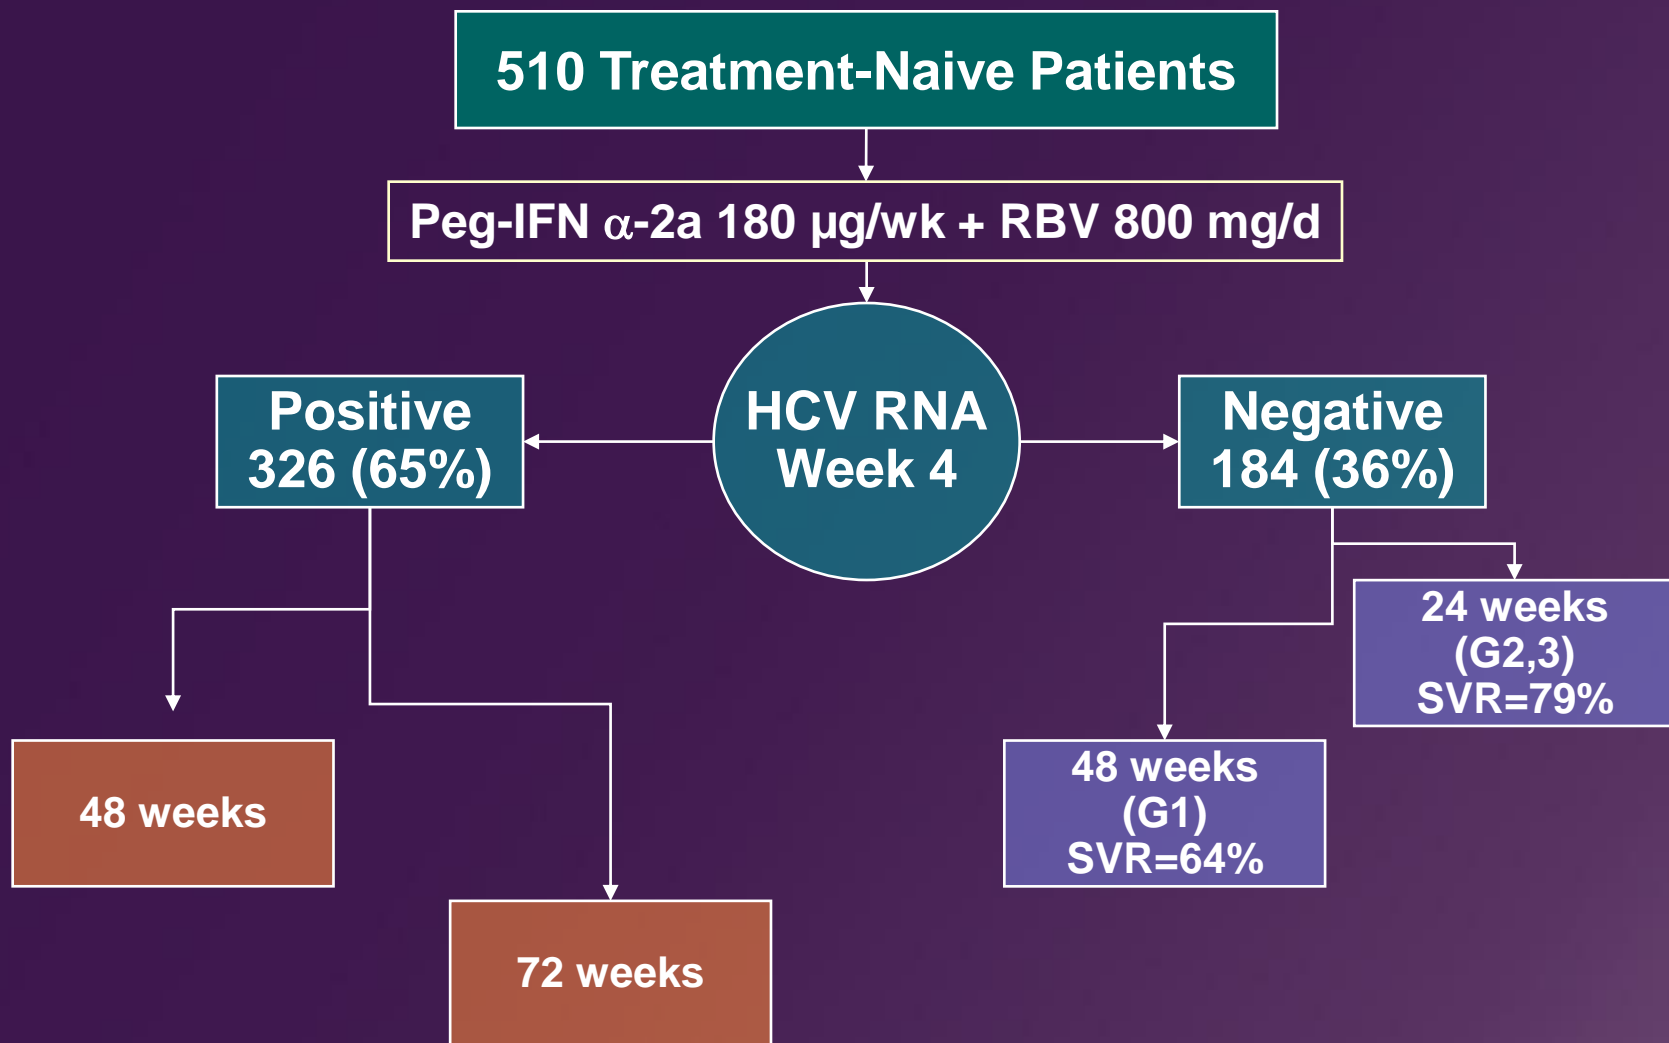 510 Treatment-Naive Patients
Peg-IFN α-2a 180 µg/wk + RBV 800 mg/d
HCV RNA
Week 4
Positive
326 (65%)
Negative
184 (36%)
48 weeks
72 weeks
48 weeks
(G1)
SVR=64%
24 weeks
(G2,3)
SVR=79%